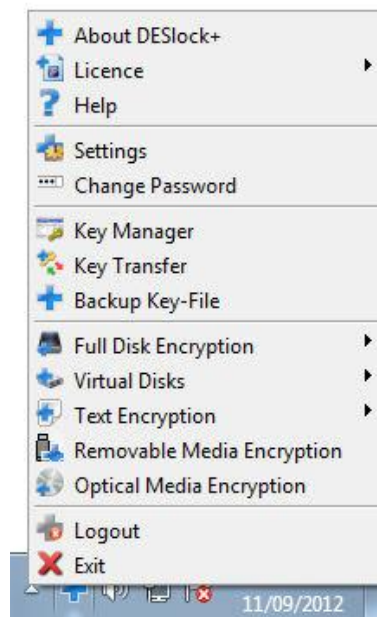 About DESlock+
Licence
Help
Settings
Change Password
Key Manager
Key Transfer
Backup Key-File
Full Disk Encryption
Virtual Disks
Text Encryption
Removable Media Encryption
Optical Media Encryption
Logout
Exit
11/09/2012